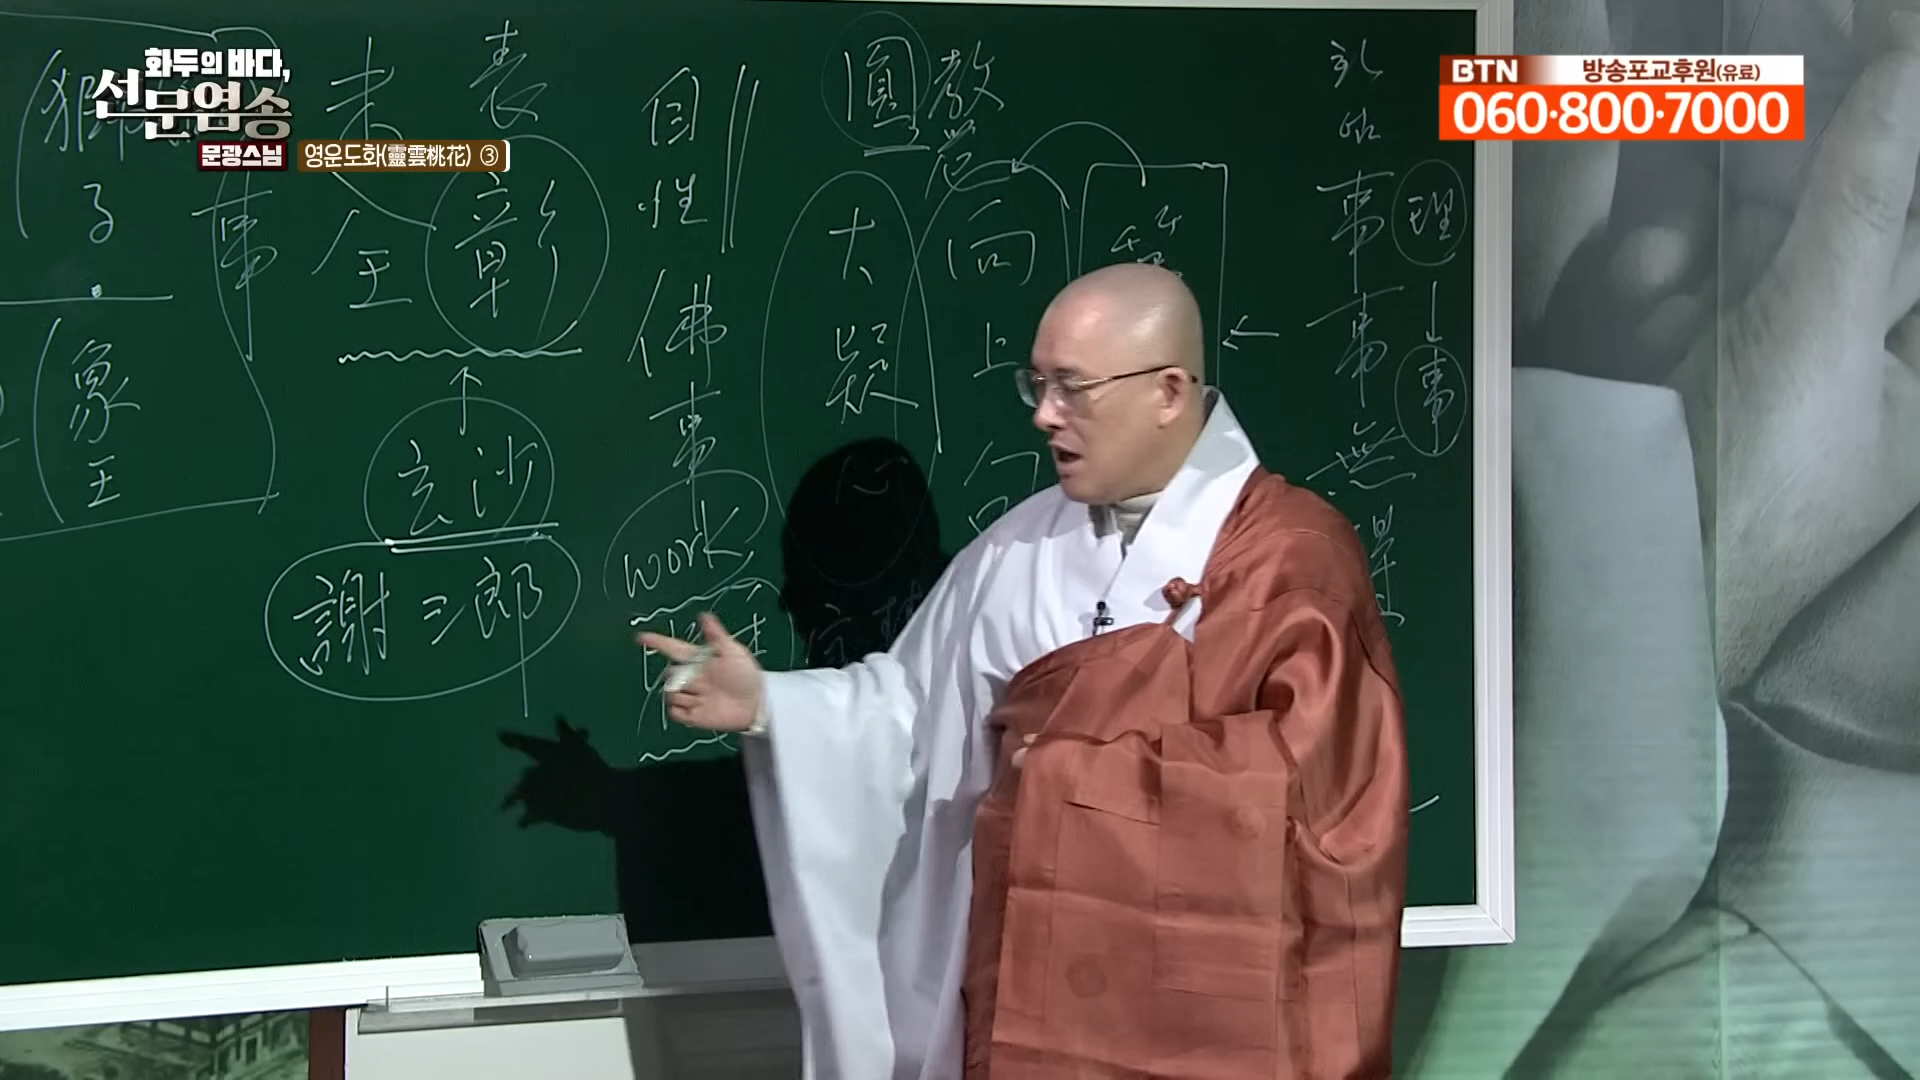 화두의 바다,
선문염송
문광스님
영운도화(靈雲桃花) ③
BTN 방송포교후원(유료)
060·800·7000
理
↓
事
事事無
圓教
向上句
大疑心
自性佛事
work
表
未彰
全
玄沙
謝三郎
事
子
象王